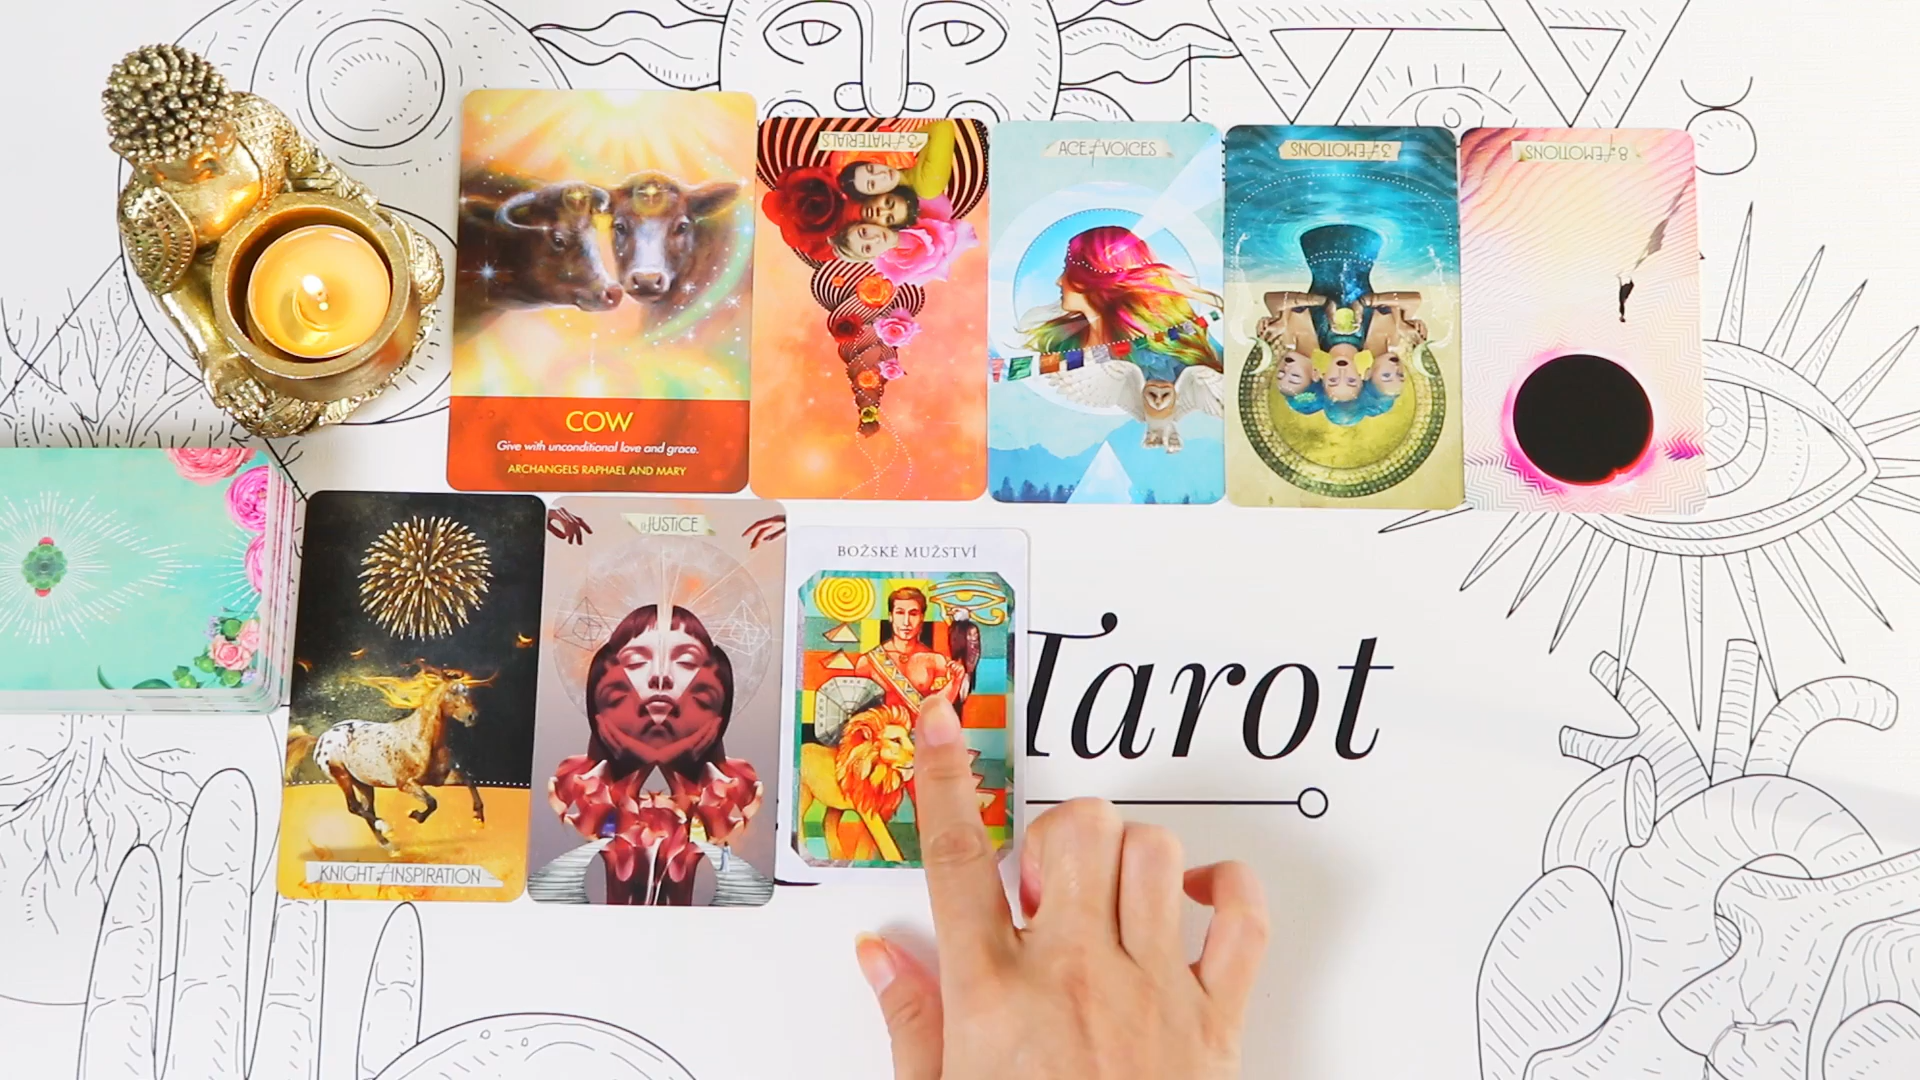 3 of MATERIALS
ACE of VOICES
3 of EMOTIONS
8 of EMOTIONS
COW
Give with unconditional love and grace.
ARCHANGELS RAPHAEL AND MARY
JUSTICE
BOŽSKÉ MUŽSTVÍ
Tarot
KNIGHT of INSPIRATION